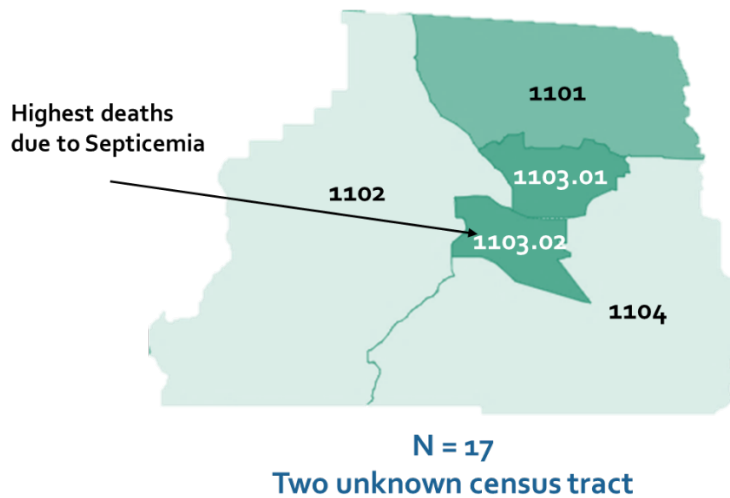 1101
Highest deaths
due to Septicemia
1103.01
1102
1103.02
1104
N = 17
Two unknown census tract